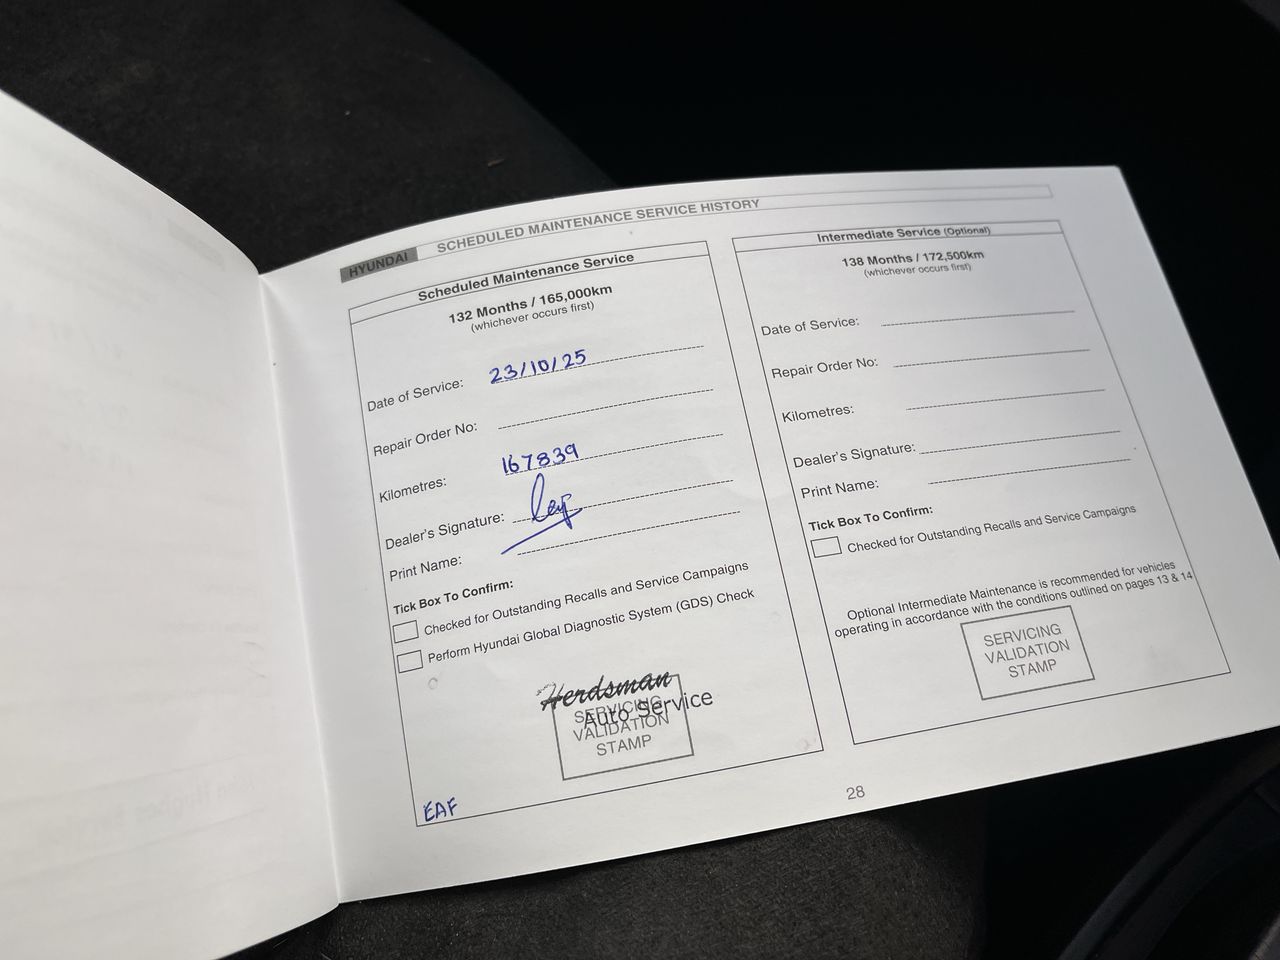 HYUNDAI SCHEDULED MAINTENANCE SERVICE HISTORY
Scheduled Maintenance Service
132 Months / 165,000km
(whichever occurs first)
Date of Service: 23/10/25
Repair Order No:
Kilometres: 167839
Dealer's Signature:
Print Name:
Tick Box To Confirm:
Checked for Outstanding Recalls and Service Campaigns
Perform Hyundai Global Diagnostic System (GDS) Check
Herdsman
Auto Service
SERVICING
VALIDATION
STAMP
EAF
Intermediate Service (Optional)
138 Months / 172,500km
(whichever occurs first)
Date of Service:
Repair Order No:
Kilometres:
Dealer's Signature:
Print Name:
Tick Box To Confirm:
Checked for Outstanding Recalls and Service Campaigns
Optional Intermediate Maintenance is recommended for vehicles
operating in accordance with the conditions outlined on pages 13 & 14
SERVICING
VALIDATION
STAMP
28